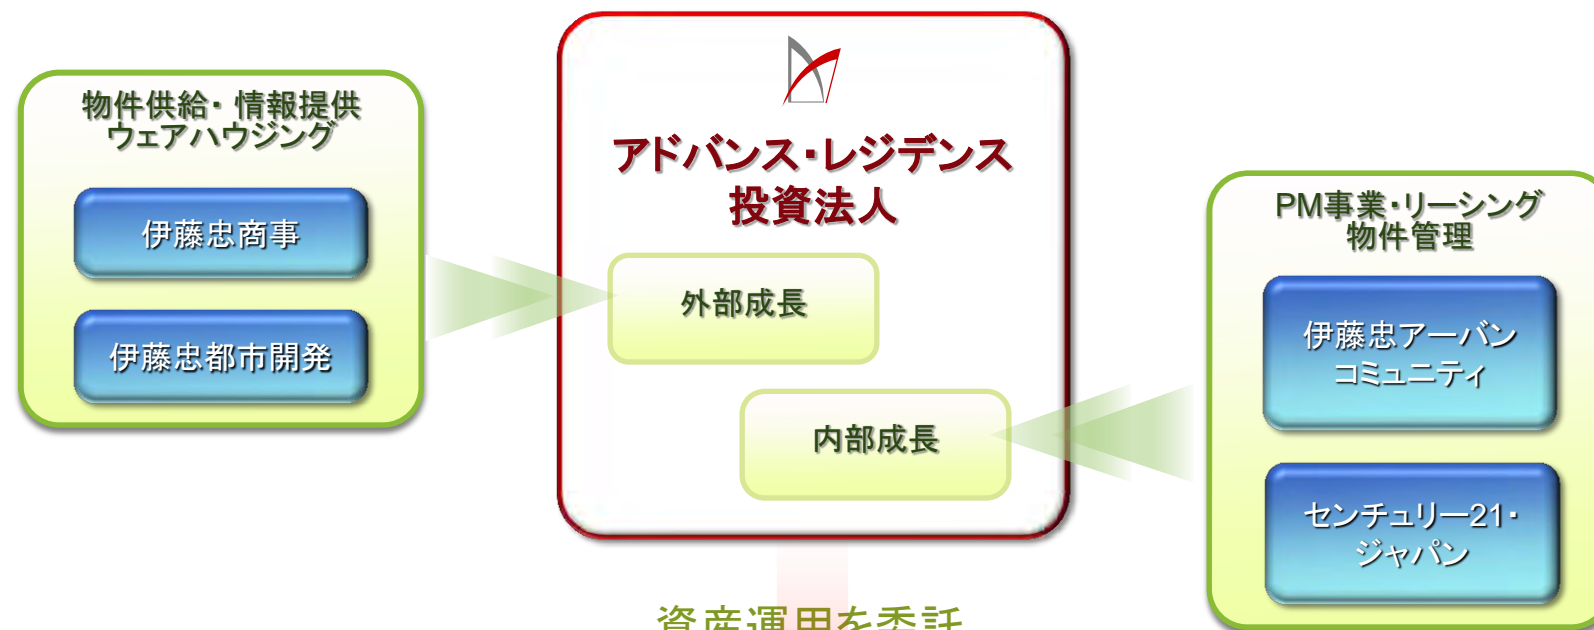 物件供給・情報提供
ウェアハウジング
伊藤忠商事
伊藤忠都市開発
アドバンス・レジデンス
投資法人
外部成長
内部成長
資産運用を委託
PM事業・リーシング
物件管理
伊藤忠アーバン
コミュニティ
センチュリー21・
ジャパン